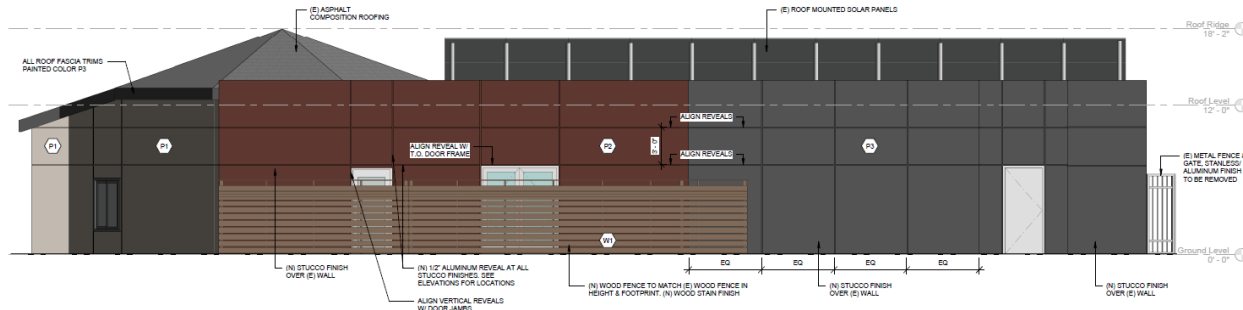 (E) ASPHALT
COMPOSITION ROOFING
(E) ROOF MOUNTED SOLAR PANELS
Roof Ridge
18' - 2"
ALL ROOF FASCIA TRIMS
PAINTED COLOR P3
Roof Level
12' - 0"
ALIGN REVEALS
P1
P1
ALIGN REVEAL W/
T.O. DOOR FRAME
P2
3' - 0"
P3
ALIGN REVEALS
(E) METAL FENCE &
GATE, STANLESS/
ALUMINUM FINISH
TO BE REMOVED
W1
Ground Level
0' - 0"
EQ
EQ
EQ
EQ
(N) STUCCO FINISH
OVER (E) WALL
(N) 1/2" ALUMINUM REVEAL AT ALL
STUCCO FINISHES. SEE
ELEVATIONS FOR LOCATIONS
(N) WOOD FENCE TO MATCH (E) WOOD FENCE IN
HEIGHT & FOOTPRINT. (N) WOOD STAIN FINISH
(N) STUCCO FINISH
OVER (E) WALL
(N) STUCCO FINISH
OVER (E) WALL
ALIGN VERTICAL REVEALS
W/ DOOR JAMBS